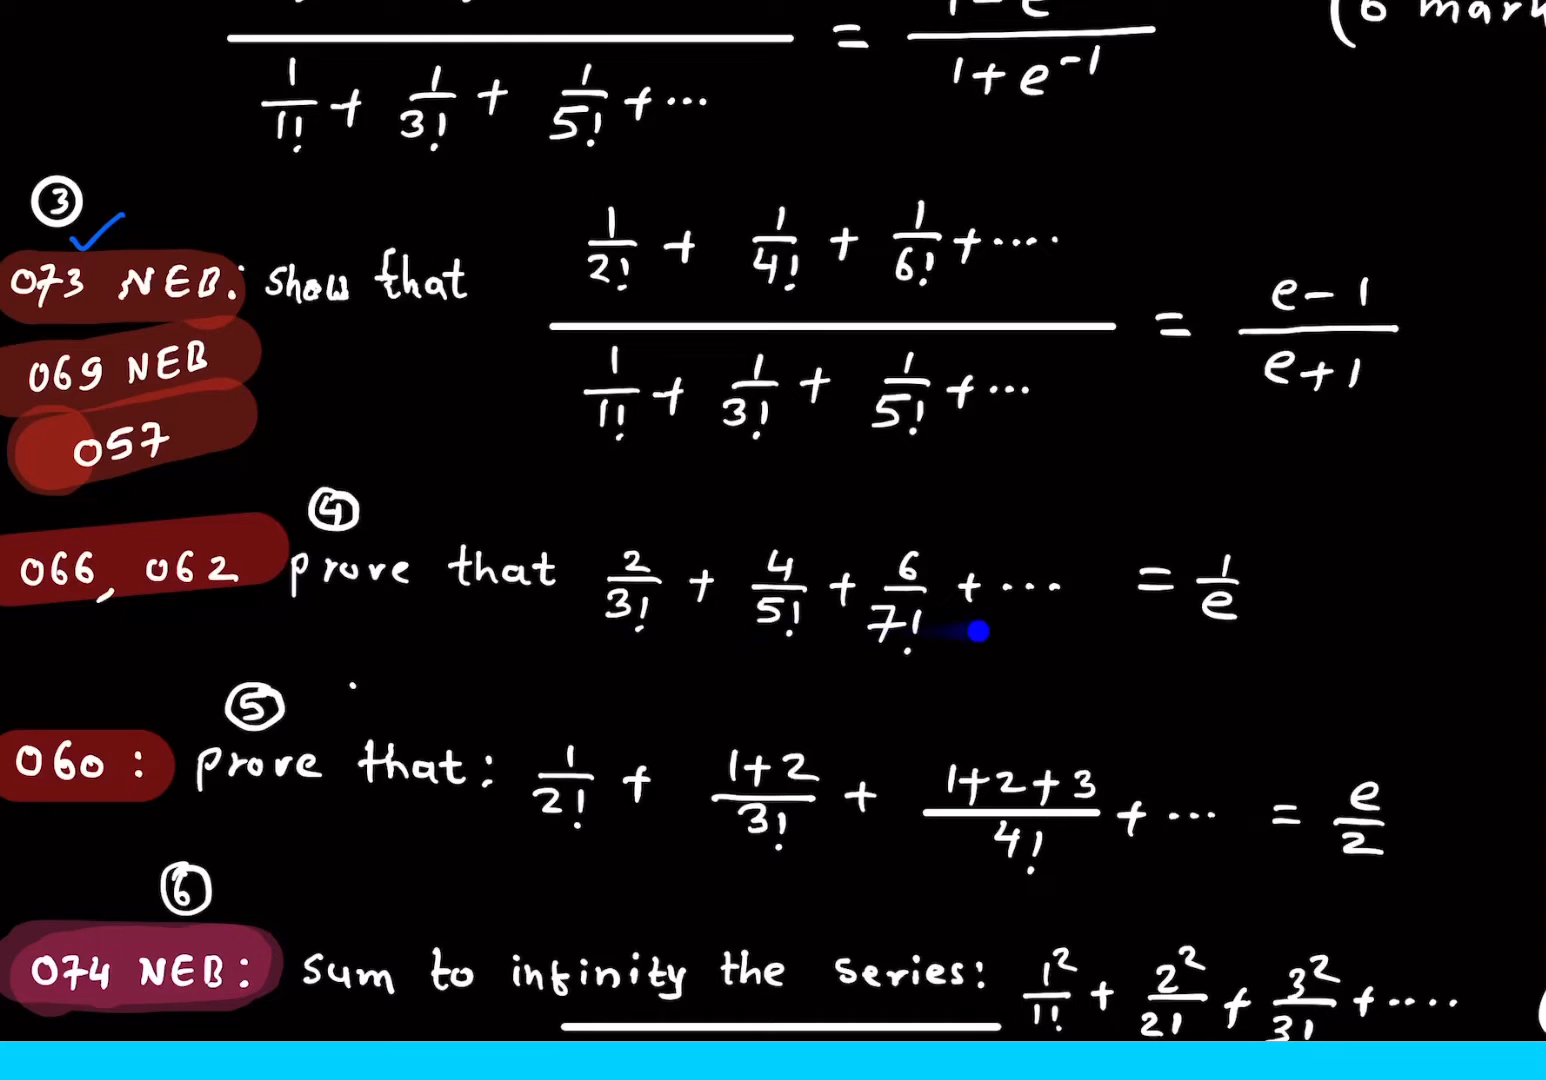 1/1! + 1/3! + 1/5! + ... = 1 - e / 1 + e⁻¹ (6 mark
③
073 NEB: Show that (1/2! + 1/4! + 1/6! + ....) / (1/1! + 1/3! + 1/5! + ...) = e - 1 / e + 1
069 NEB
057
④
066, 062 prove that 2/3! + 4/5! + 6/7! + ... = 1/e
⑤
060: prove that: 1/2! + 1+2/3! + 1+2+3/4! + ... = e/2
⑥
074 NEB: Sum to infinity the series: 1²/1! + 2²/2! + 3²/3! + ....